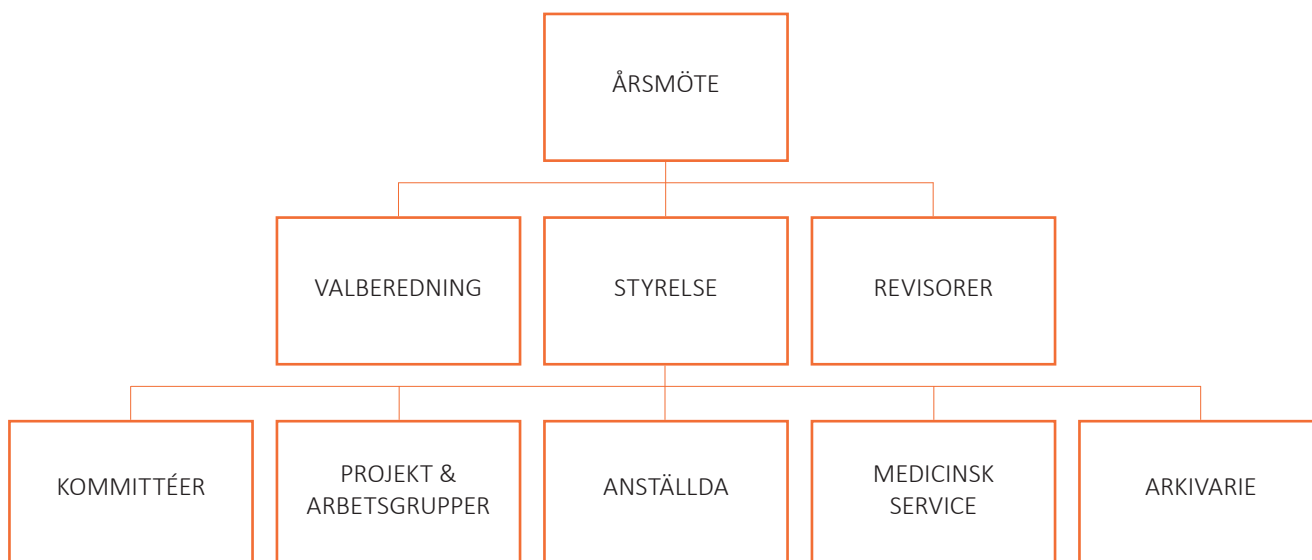 ÅRSMÖTE
VALBEREDNING
STYRELSE
REVISORER
KOMMITTÉER
PROJEKT &
ARBETSGRUPPER
ANSTÄLLDA
MEDICINSK
SERVICE
ARKIVARIE